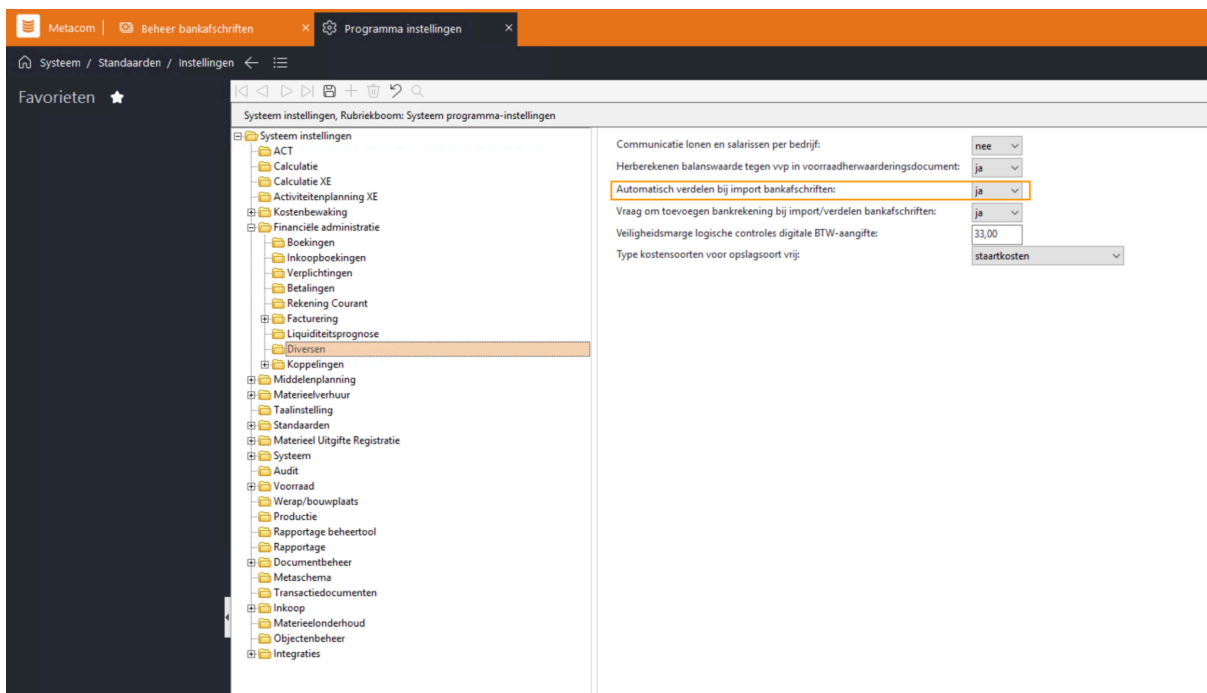 Metacom
Beheer bankafschriften
Programma instellingen
Systeem / Standaarden / Instellingen
Favorieten
Systeem instellingen, Rubriekboom: Systeem programma-instellingen
Systeem instellingen
ACT
Calculatie
Calculatie XE
Activiteitenplanning XE
Kostenbewaking
Financiële administratie
Boekingen
Inkoopboekingen
Verplichtingen
Betalingen
Rekening Courant
Facturering
Liquiditeitsprognose
Diversen
Koppelingen
Middelenplanning
Materieelverhuur
Taalinstelling
Standaarden
Materieel Uitgifte Registratie
Systeem
Audit
Voorraad
Werap/bouwplaats
Productie
Rapportage beheertool
Rapportage
Documentbeheer
Metaschema
Transactiedocumenten
Inkoop
Materieelonderhoud
Objectenbeheer
Integraties
Communicatie lonen en salarissen per bedrijf: nee
Herberekenen balanswaarde tegen vvp in voorraadherwaarderingsdocument: ja
Automatisch verdelen bij import bankafschriften: ja
Vraag om toevoegen bankrekening bij import/verdelen bankafschriften: ja
Veiligheidsmarge logische controles digitale BTW-aangifte: 33,00
Type kostensoorten voor opslagsoort vrij: staartkosten